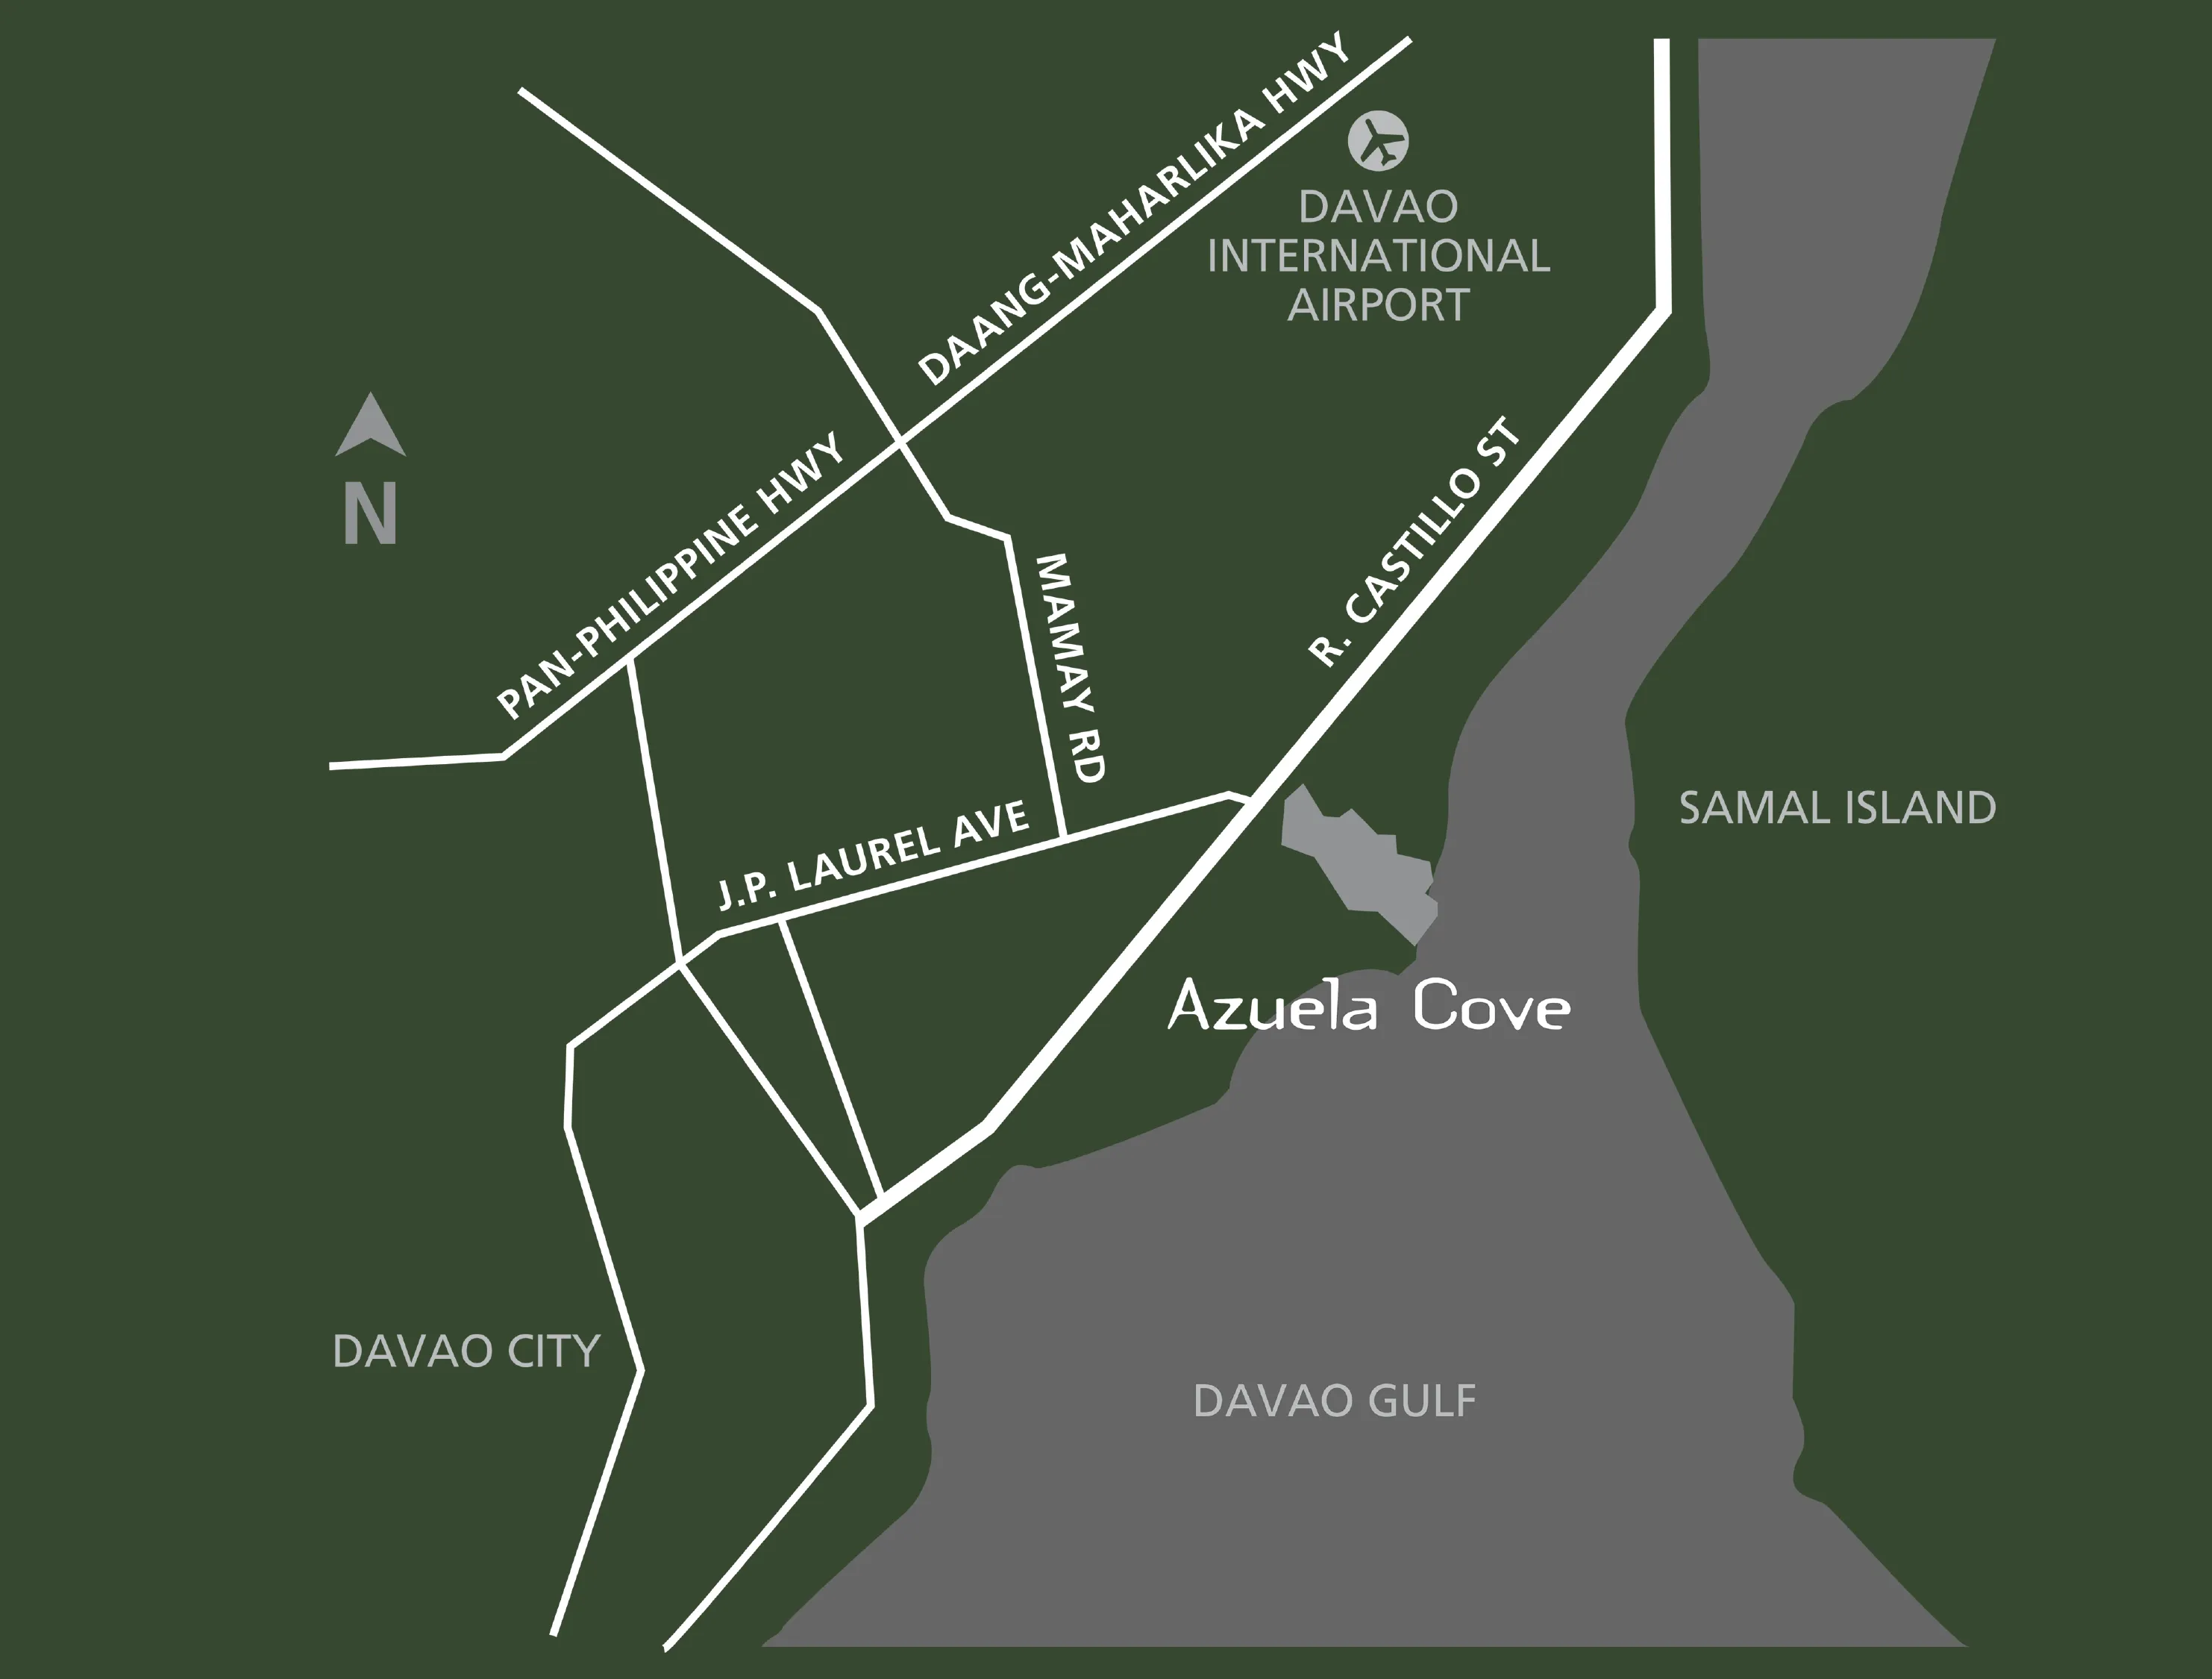 DAANG-MAHARLIKA HWY
DAVAO
INTERNATIONAL
AIRPORT
N
PAN-PHILIPPINE HWY
R. CASTILLO ST
MAMAY RD
J.P. LAUREL AVE
SAMAL ISLAND
Azuela Cove
DAVAO CITY
DAVAO GULF